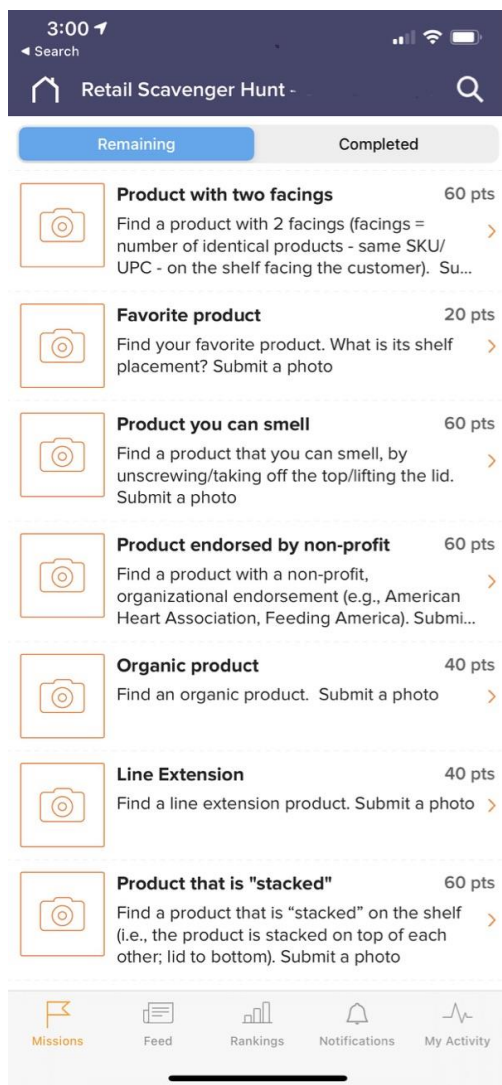 3:00
◄ Search
Retail Scavenger Hunt -
Remaining
Completed
Product with two facings
60 pts
Find a product with 2 facings (facings =
number of identical products - same SKU/
UPC - on the shelf facing the customer).  Su...
Favorite product
20 pts
Find your favorite product. What is its shelf
placement? Submit a photo
Product you can smell
60 pts
Find a product that you can smell, by
unscrewing/taking off the top/lifting the lid.
Submit a photo
Product endorsed by non-profit
60 pts
Find a product with a non-profit,
organizational endorsement (e.g., American
Heart Association, Feeding America). Submi...
Organic product
40 pts
Find an organic product.  Submit a photo
Line Extension
40 pts
Find a line extension product. Submit a photo
Product that is "stacked"
60 pts
Find a product that is “stacked” on the shelf
(i.e., the product is stacked on top of each
other; lid to bottom). Submit a photo
Missions
Feed
Rankings
Notifications
My Activity